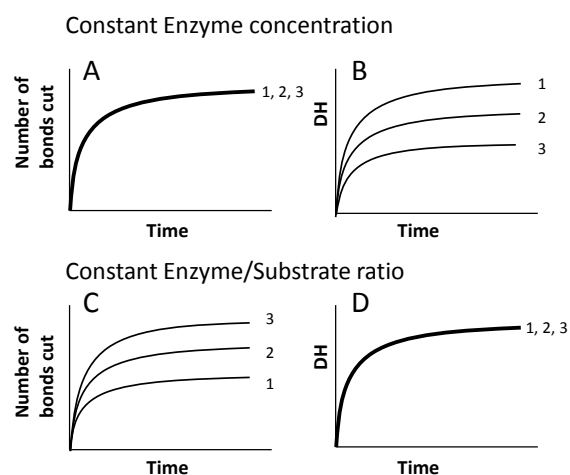 Constant Enzyme concentration
A
Number of
bonds cut
1, 2, 3
Time
B
DH
1
2
3
Time
Constant Enzyme/Substrate ratio
C
Number of
bonds cut
3
2
1
Time
D
DH
1, 2, 3
Time